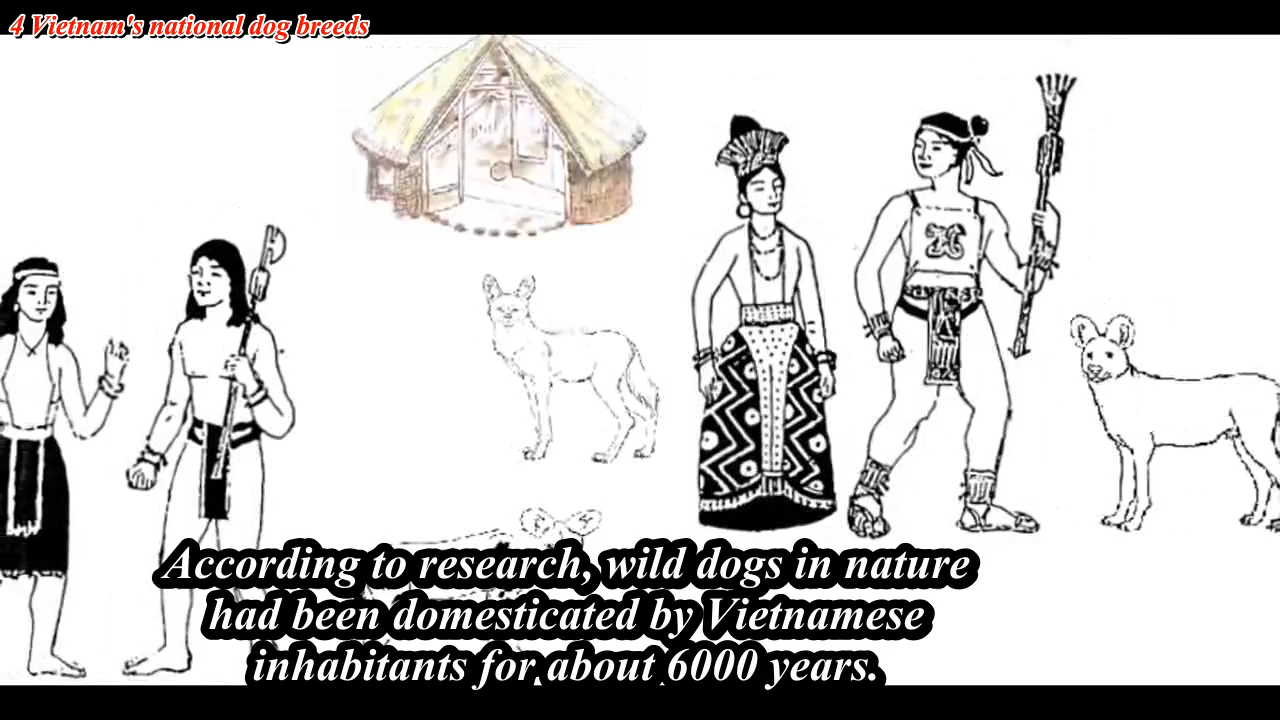 4 Vietnam's national dog breeds
According to research, wild dogs in nature
had been domesticated by Vietnamese
inhabitants for about 6000 years.